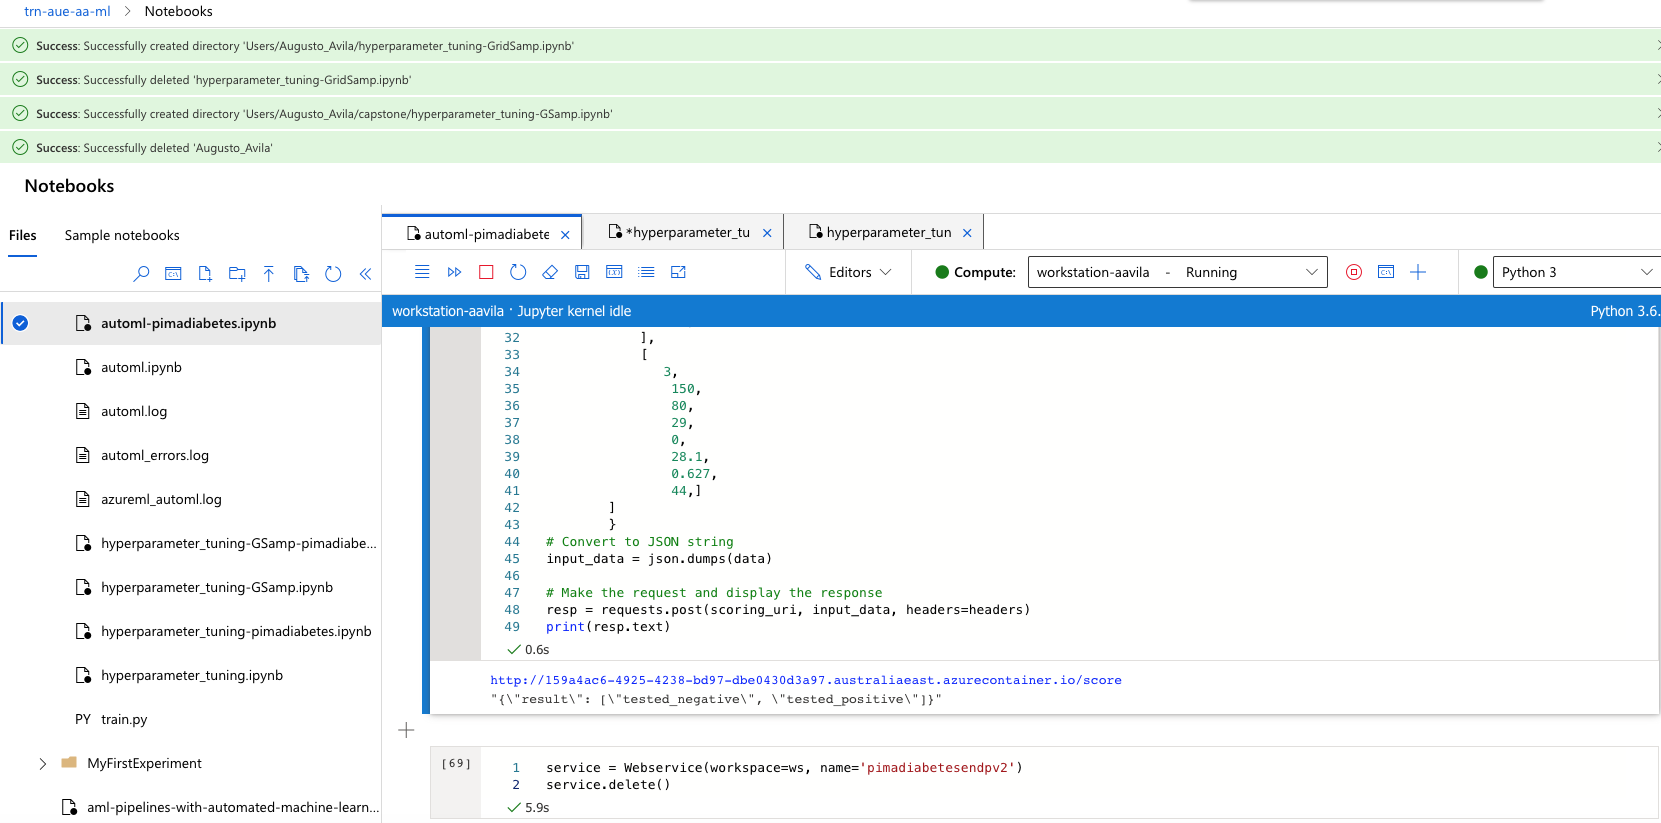 trn-aue-aa-ml > Notebooks
Success: Successfully created directory 'Users/Augusto_Avila/hyperparameter_tuning-GridSamp.ipynb'
Success: Successfully deleted 'hyperparameter_tuning-GridSamp.ipynb'
Success: Successfully created directory 'Users/Augusto_Avila/capstone/hyperparameter_tuning-GSamp.ipynb'
Success: Successfully deleted 'Augusto_Avila'
Notebooks
Files
Sample notebooks
automl-pimadiabetes.ipynb
automl.ipynb
automl.log
automl_errors.log
azureml_automl.log
hyperparameter_tuning-GSamp-pimadiabe...
hyperparameter_tuning-GSamp.ipynb
hyperparameter_tuning-pimadiabetes.ipynb
hyperparameter_tuning.ipynb
PY train.py
MyFirstExperiment
aml-pipelines-with-automated-machine-learn...
automl-pimadiabete
*hyperparameter_tu
hyperparameter_tun
Editors
Compute:
workstation-aavila - Running
Python 3
workstation-aavila · Jupyter kernel idle
Python 3.6.
32 ],
33 [
34 3,
35 150,
36 80,
37 29,
38 0,
39 28.1,
40 0.627,
41 44,]
42 ]
43 }
44 # Convert to JSON string
45 input_data = json.dumps(data)
46
47 # Make the request and display the response
48 resp = requests.post(scoring_uri, input_data, headers=headers)
49 print(resp.text)
0.6s
http://159a4ac6-4925-4238-bd97-dbe0430d3a97.australiaeast.azurecontainer.io/score
"{\"result\": [\"tested_negative\", \"tested_positive\"]}"
[69]
1 service = Webservice(workspace=ws, name='pimadiabetesendpv2')
2 service.delete()
5.9s